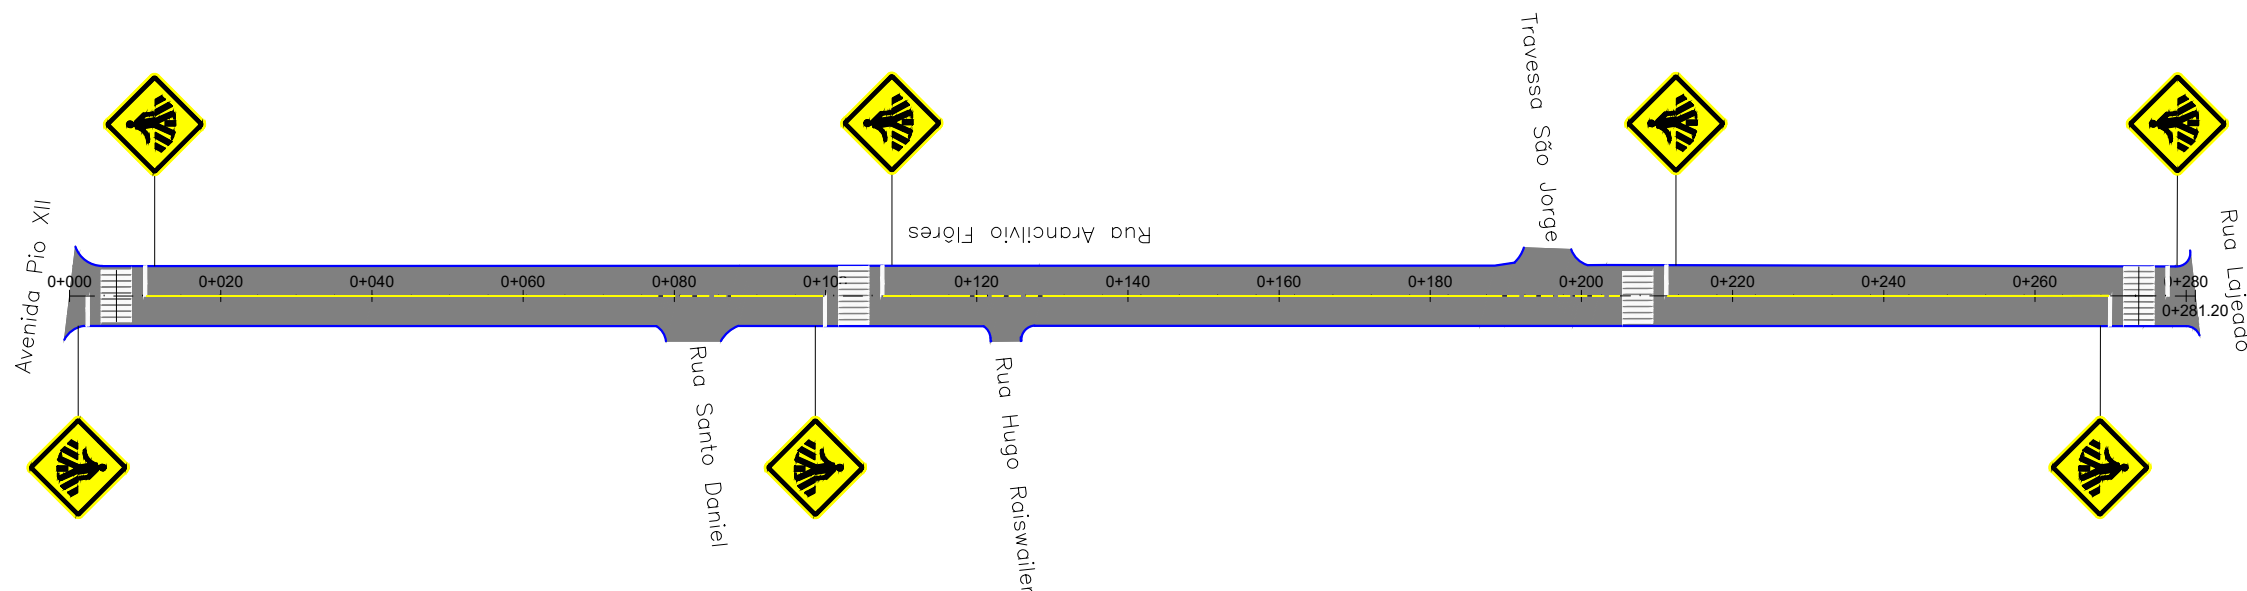 Travessa São Jorge
Avenida Pio XII
Rua Arancilvio Flôres
Rua Lajeado
0+000
0+020
0+040
0+060
0+080
0+120
0+140
0+160
0+180
0+200
0+220
0+240
0+260
0+280
0+281.20
Rua Santo Daniel
Rua Hugo Raiswailer